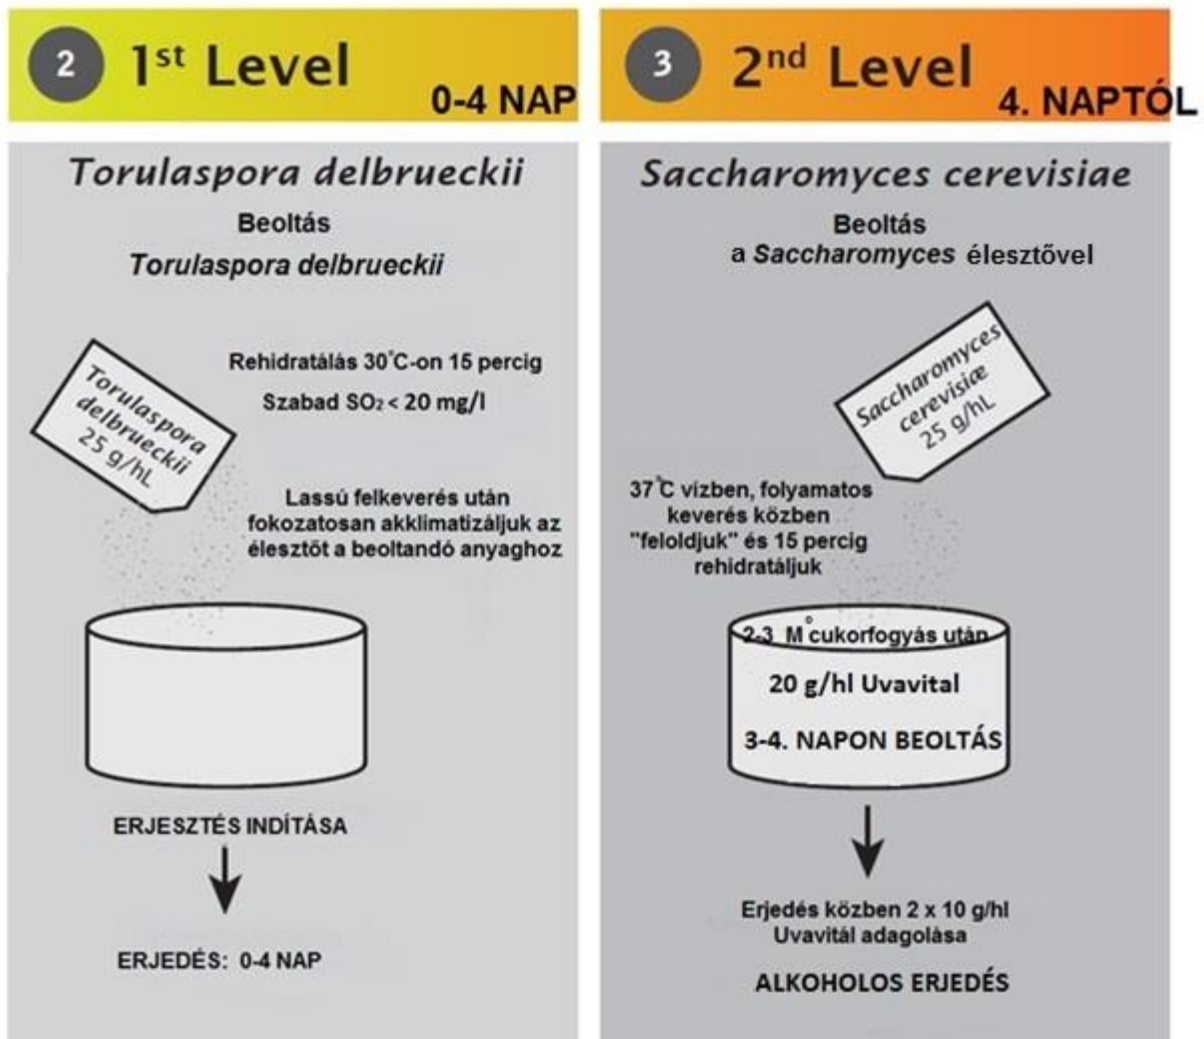 2 1st Level
0-4 NAP
Torulaspora delbrueckii
Beoltás
Torulaspora delbrueckii
Rehidratálás 30°C-on 15 percig
Szabad SO2 < 20 mg/l
Torulaspora
delbrueckii
25 g/hL
Lassú felkeverés után
fokozatosan akklimatizáljuk az
élesztőt a beoltandó anyaghoz
ERJESZTÉS INDÍTÁSA
ERJEDÉS: 0-4 NAP
3 2nd Level
4. NAPTÓL
Saccharomyces cerevisiae
Beoltás
a Saccharomyces élesztővel
Saccharomyces
cerevisiæ
25 g/hL
37°C vízben, folyamatos
keverés közben
"feloldjuk" és 15 percig
rehidratáljuk
2-3 M° cukorfogyás után
20 g/hl Uvavital
3-4. NAPON BEOLTÁS
Erjedés közben 2 x 10 g/hl
Uvavitál adagolása
ALKOHOLOS ERJEDÉS